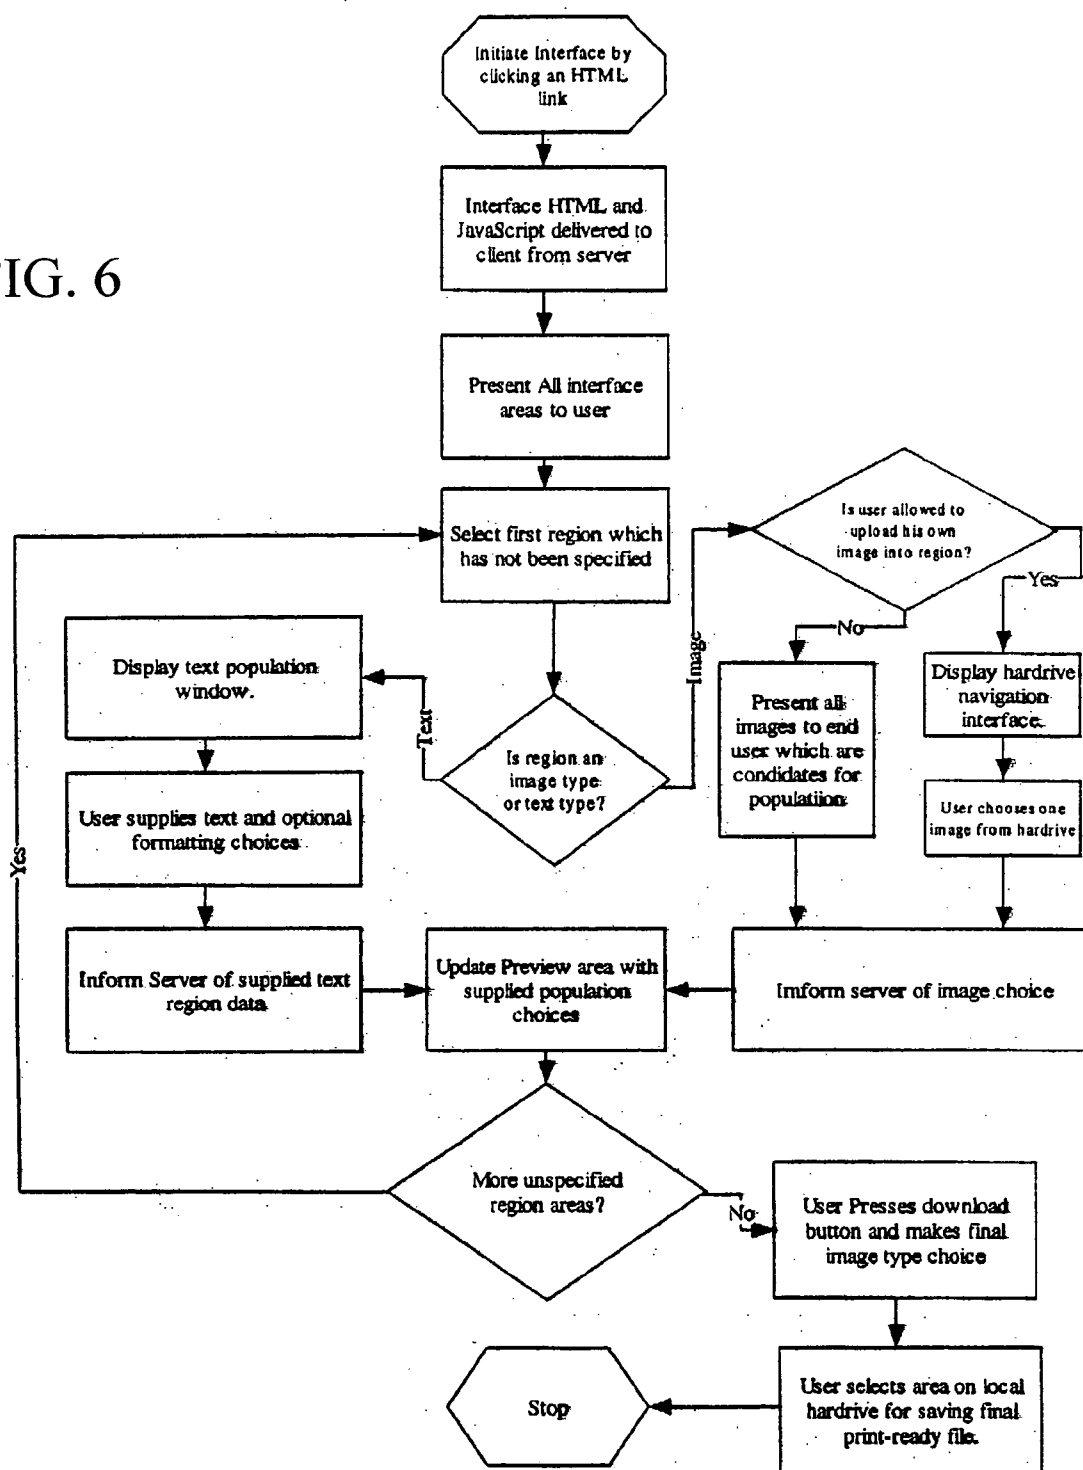 Initiate Interface by
clicking an HTML
link
Interface HTML and
JavaScript delivered to
client from server
IG. 6
Present All interface
areas to user
Select first region which
has not been specified
Is user allowed to
upload his own
image into region?
Yes
No
Image
Display text population
window.
Text
Is region an
image type
or text type?
Present all
images to end
user which are
candidates for
population
Display hardrive
navigation
interface.
User supplies text and optional
formatting choices
User chooses one
image from hardrive
Yes
Inform Server of supplied text
region data
Update Preview area with
supplied population
choices
Imform server of image choice
More unspecified
region areas?
No
User Presses download
button and makes final
image type choice
Stop
User selects area on local
hardrive for saving final
print-ready file.